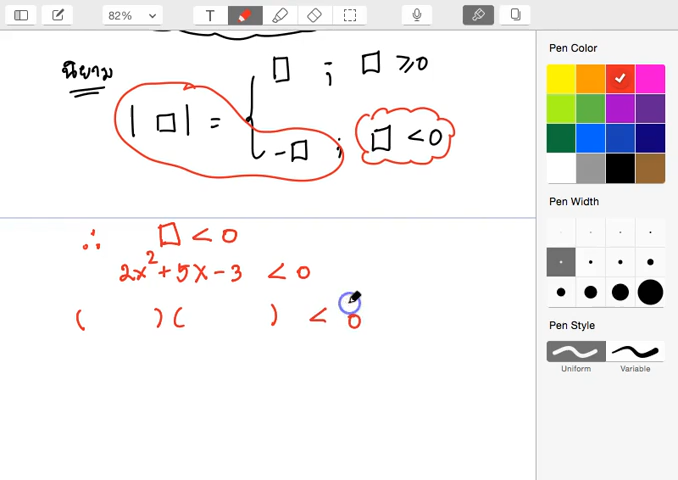 82%
T
นิยาม
□ ; □ ≥ 0
|□| =
-□ ; □ < 0
∴ □ < 0
2x² + 5x - 3 < 0
( )( ) < 0
Pen Color
Pen Width
Pen Style
Uniform Variable